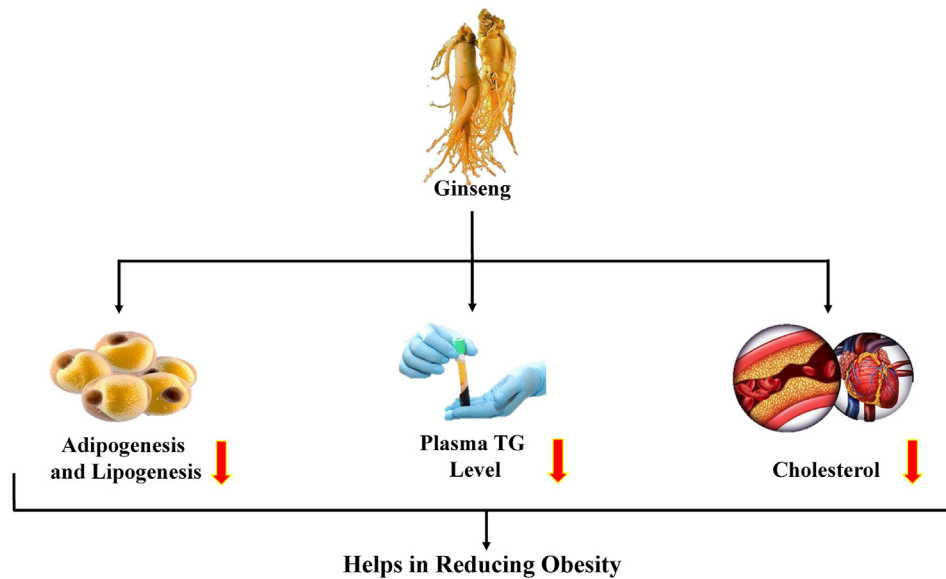 Ginseng
Adipogenesis
and Lipogenesis
Plasma TG
Level
Cholesterol
Helps in Reducing Obesity